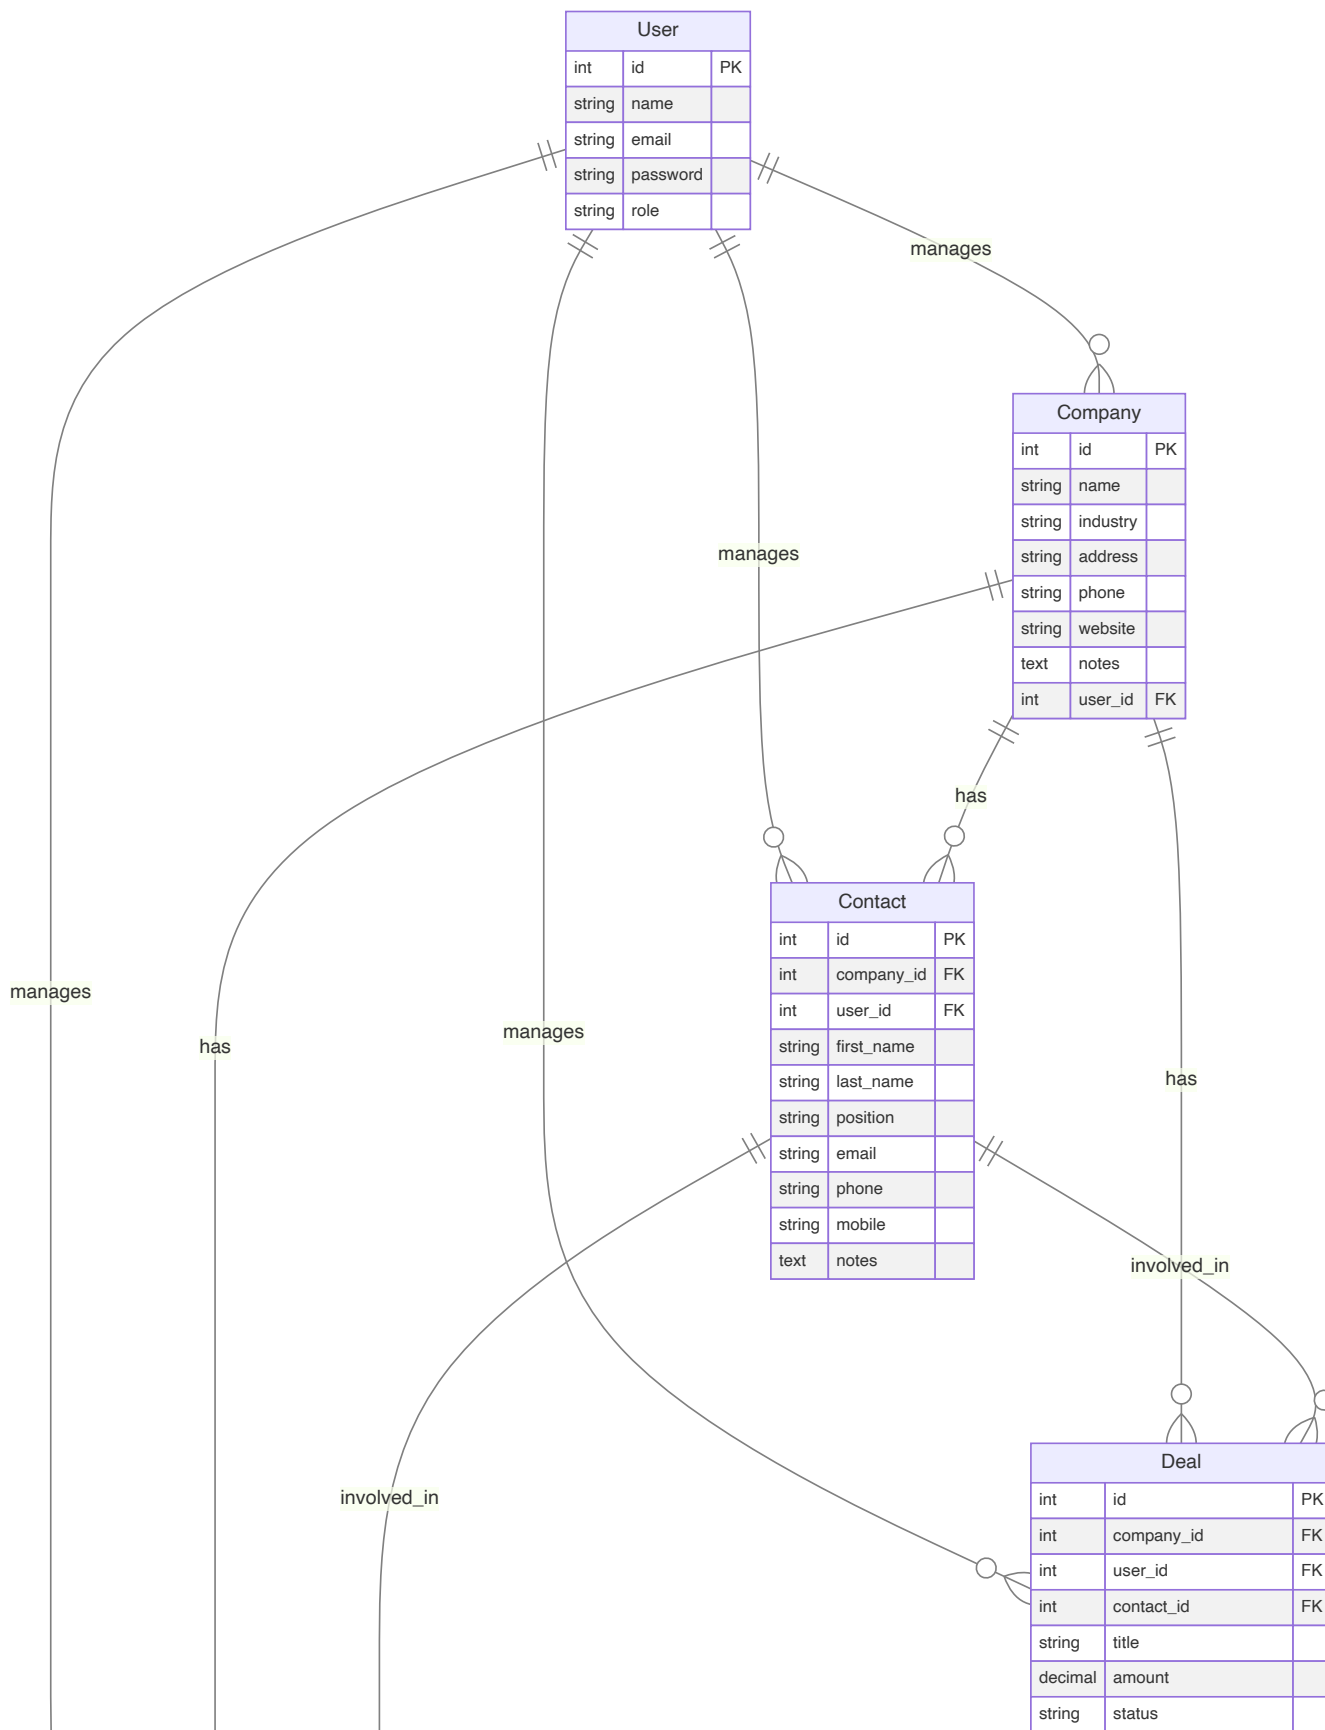 User
int id PK
string name
string email
string password
string role
manages
Company
int id PK
string name
string industry
string address
string phone
string website
text notes
int user_id FK
manages
has
Contact
int id PK
int company_id FK
int user_id FK
string first_name
string last_name
string position
string email
string phone
string mobile
text notes
manages
has
manages
has
involved_in
involved_in
Deal
int id PK
int company_id FK
int user_id FK
int contact_id FK
string title
decimal amount
string status